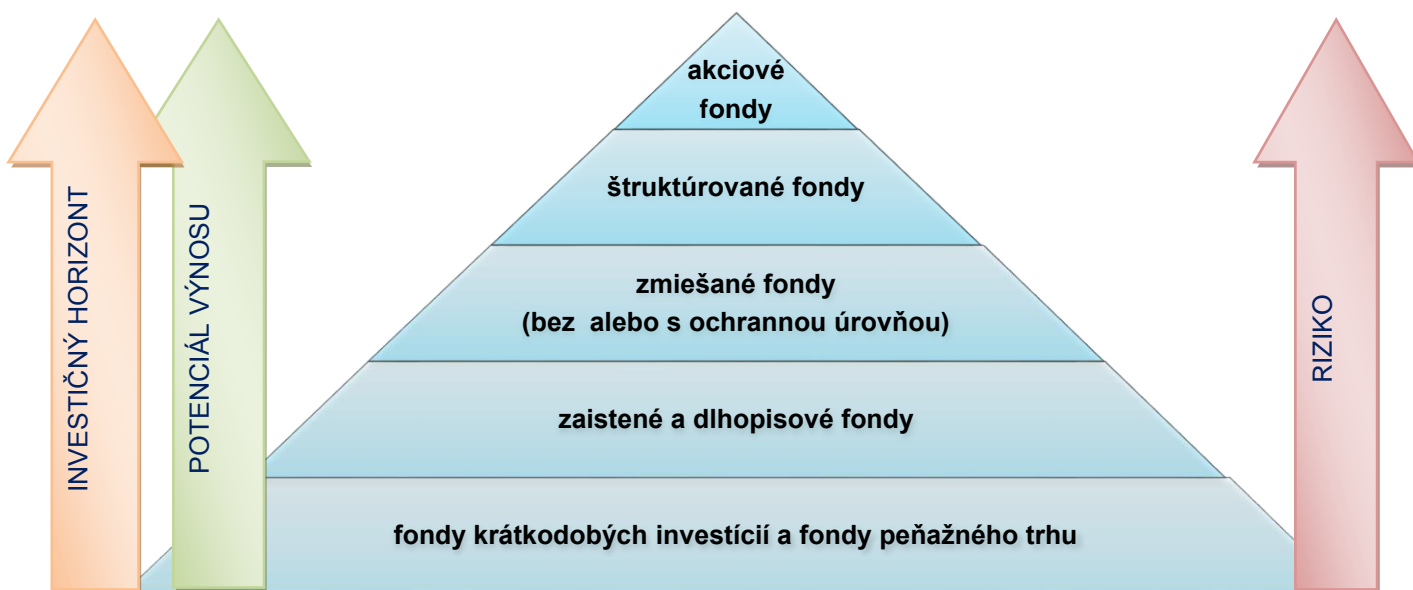 akciové
fondy
štruktúrované fondy
zmiešané fondy
(bez alebo s ochrannou úrovňou)
zaistené a dlhopisové fondy
fondy krátkodobých investícií a fondy peňažného trhu
INVESTIČNÝ HORIZONT
POTENCIÁL VÝNOSU
RIZIKO